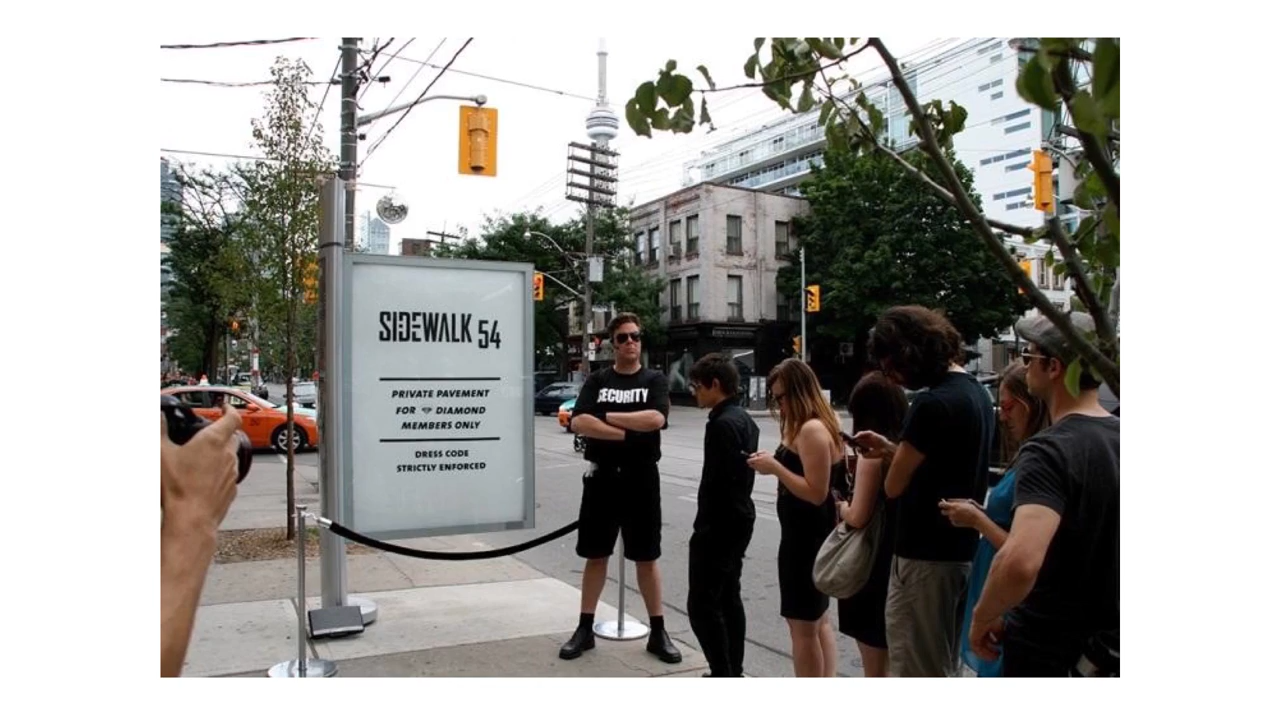 SIDEWALK 54
PRIVATE PAVEMENT
FOR DIAMOND
MEMBERS ONLY
DRESS CODE
STRICTLY ENFORCED
SECURITY